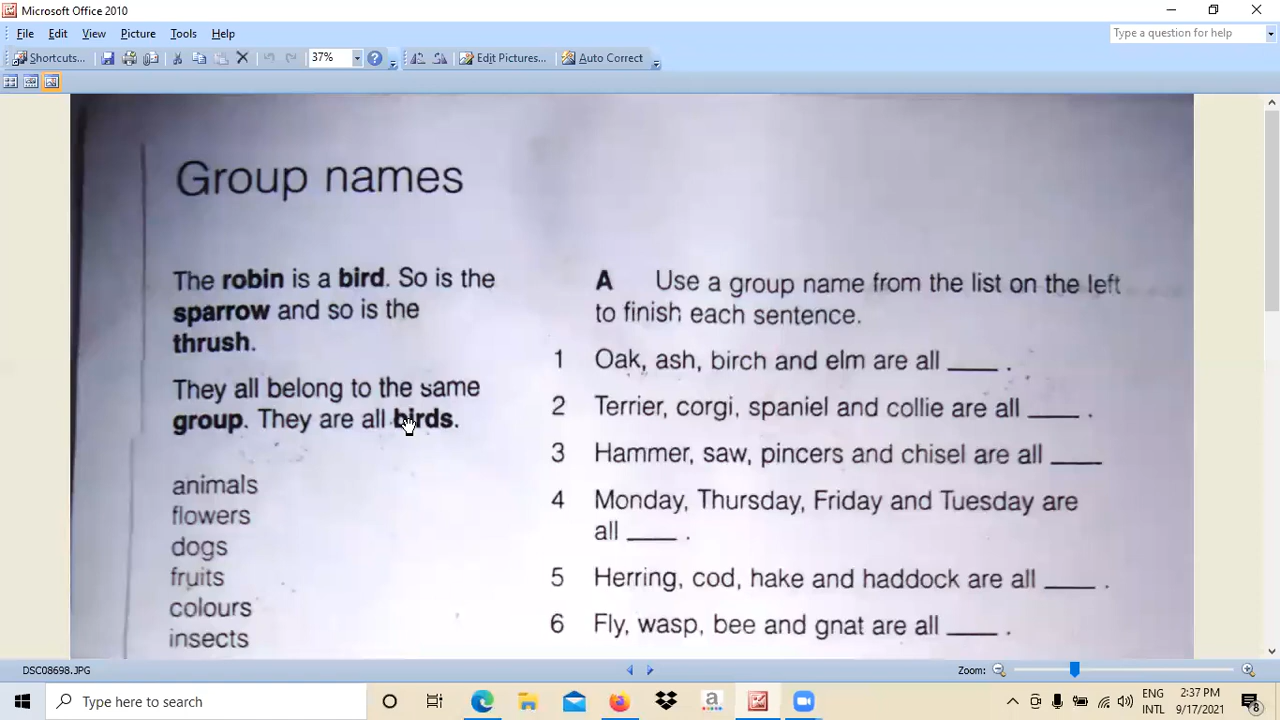 Microsoft Office 2010
File Edit View Picture Tools Help
Type a question for help
Shortcuts... 37% Edit Pictures... Auto Correct
Group names
The robin is a bird. So is the
sparrow and so is the
thrush.
They all belong to the same
group. They are all birds.
animals
flowers
dogs
fruits
colours
insects
A Use a group name from the list on the left
to finish each sentence.
1 Oak, ash, birch and elm are all ____ .
2 Terrier, corgi, spaniel and collie are all ____ .
3 Hammer, saw, pincers and chisel are all ____
4 Monday, Thursday, Friday and Tuesday are
all ____ .
5 Herring, cod, hake and haddock are all ____ .
6 Fly, wasp, bee and gnat are all ____ .
DSC08698.JPG
Zoom:
Type here to search
a
ENG
INTL
2:37 PM
9/17/2021
8